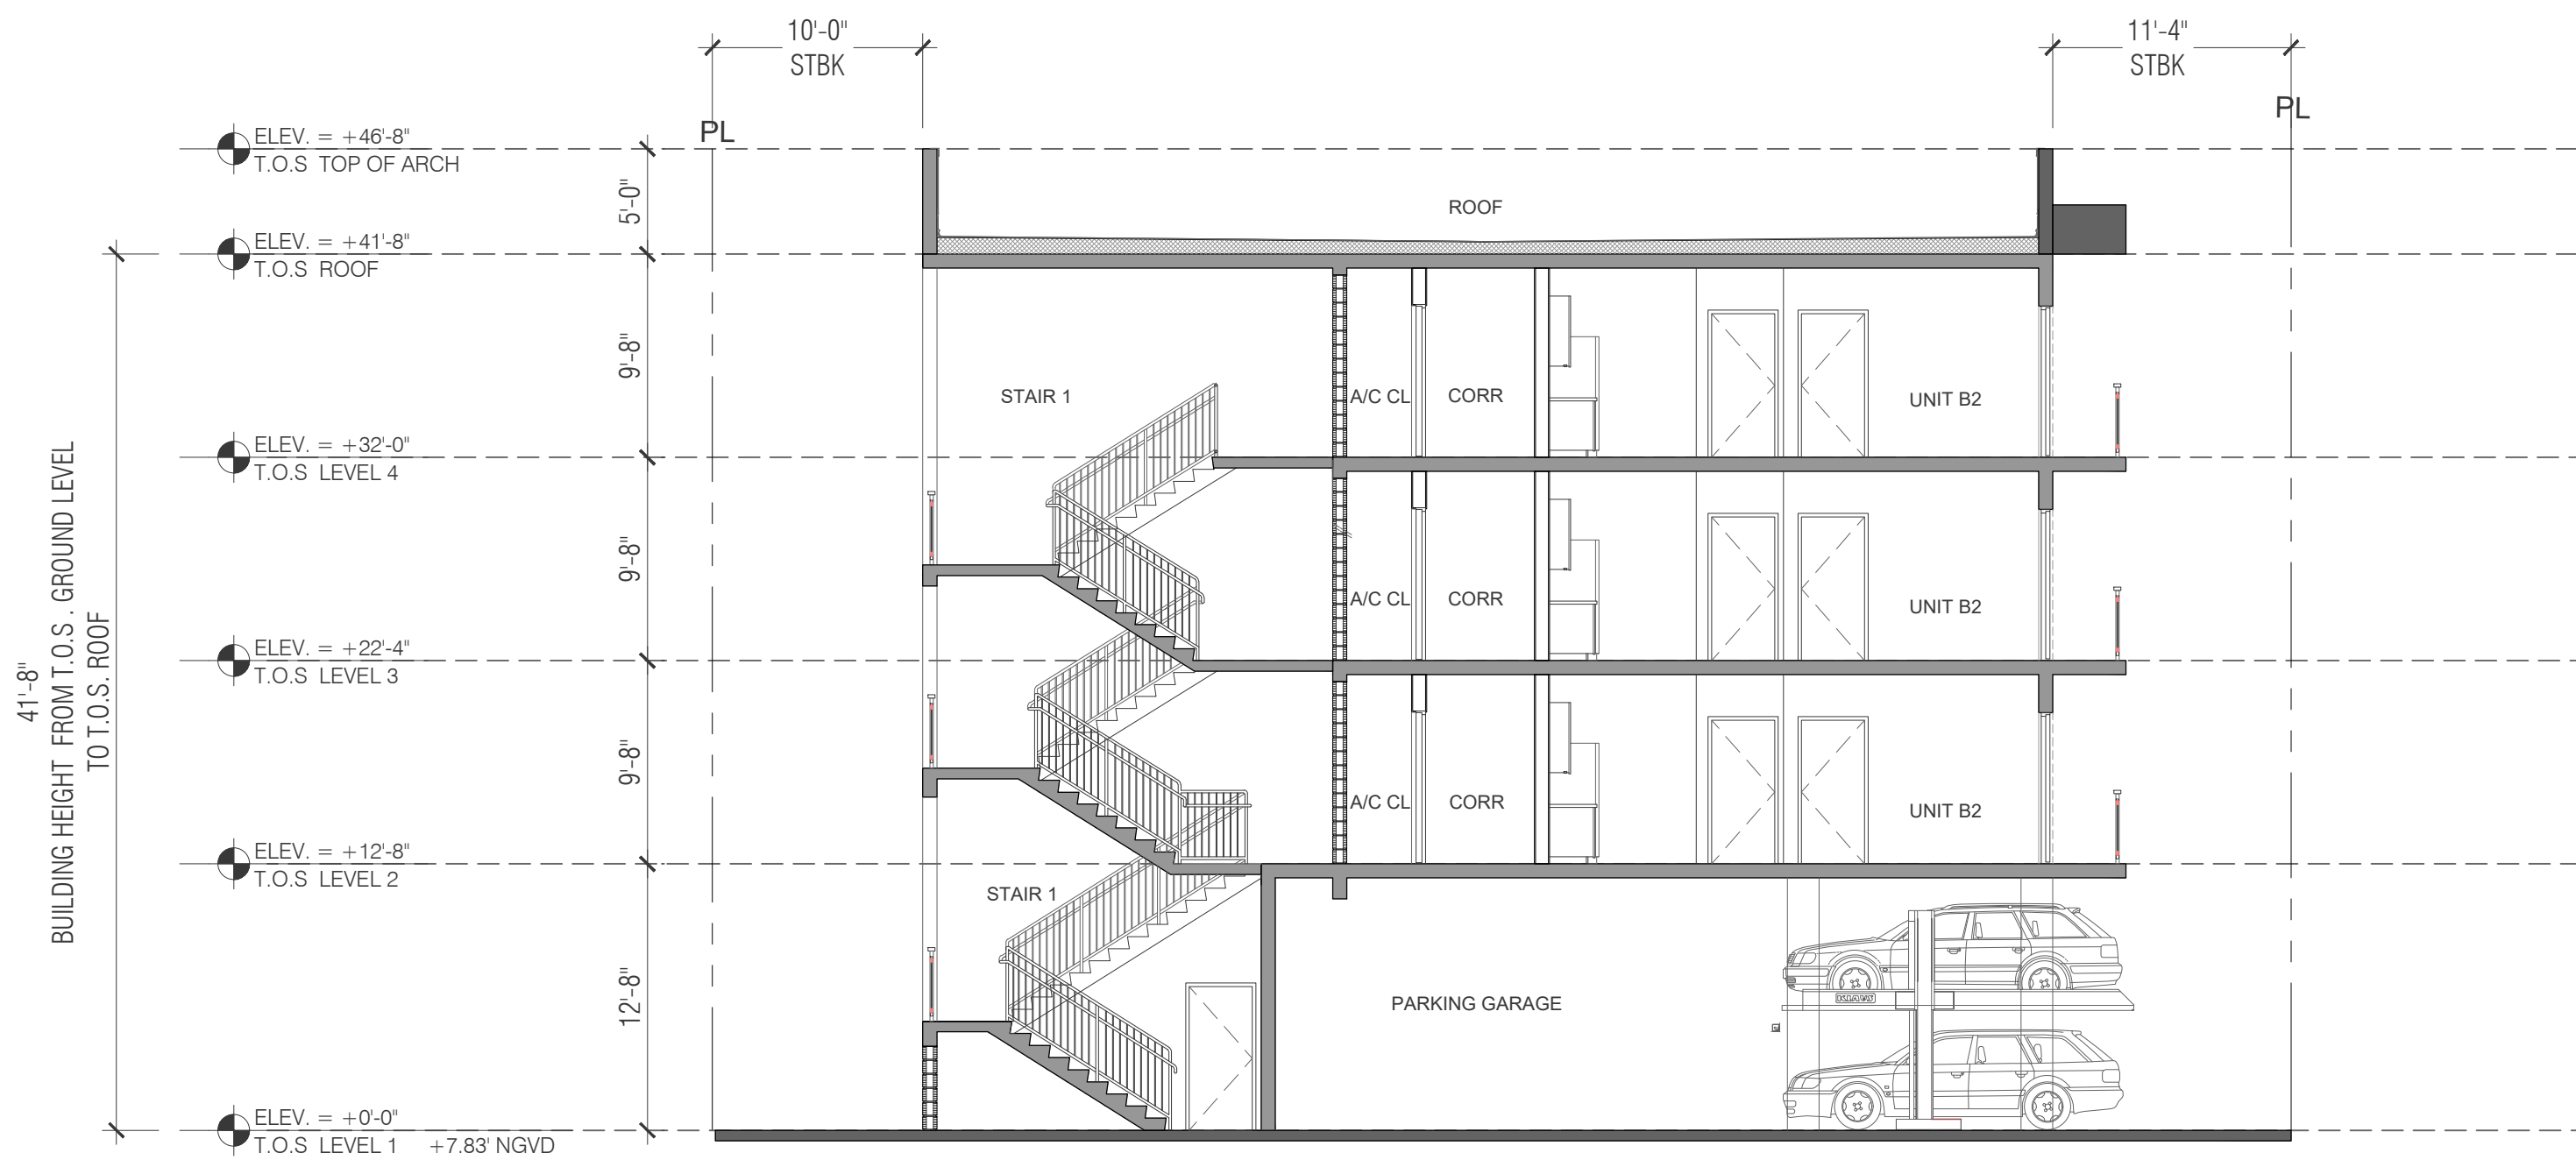 10'-0"
STBK
11'-4"
STBK
PL
PL
ELEV. = +46'-8"
T.O.S TOP OF ARCH
5'-0"
ROOF
ELEV. = +41'-8"
T.O.S ROOF
9'-8"
STAIR 1
A/C CL
CORR
UNIT B2
ELEV. = +32'-0"
T.O.S LEVEL 4
9'-8"
A/C CL
CORR
UNIT B2
41'-8"
BUILDING HEIGHT FROM T.O.S . GROUND LEVEL
TO T.O.S. ROOF
ELEV. = +22'-4"
T.O.S LEVEL 3
9'-8"
A/C CL
CORR
UNIT B2
ELEV. = +12'-8"
T.O.S LEVEL 2
STAIR 1
12'-8"
PARKING GARAGE
KLAUS
ELEV. = +0'-0"
T.O.S LEVEL 1 +7.83' NGVD